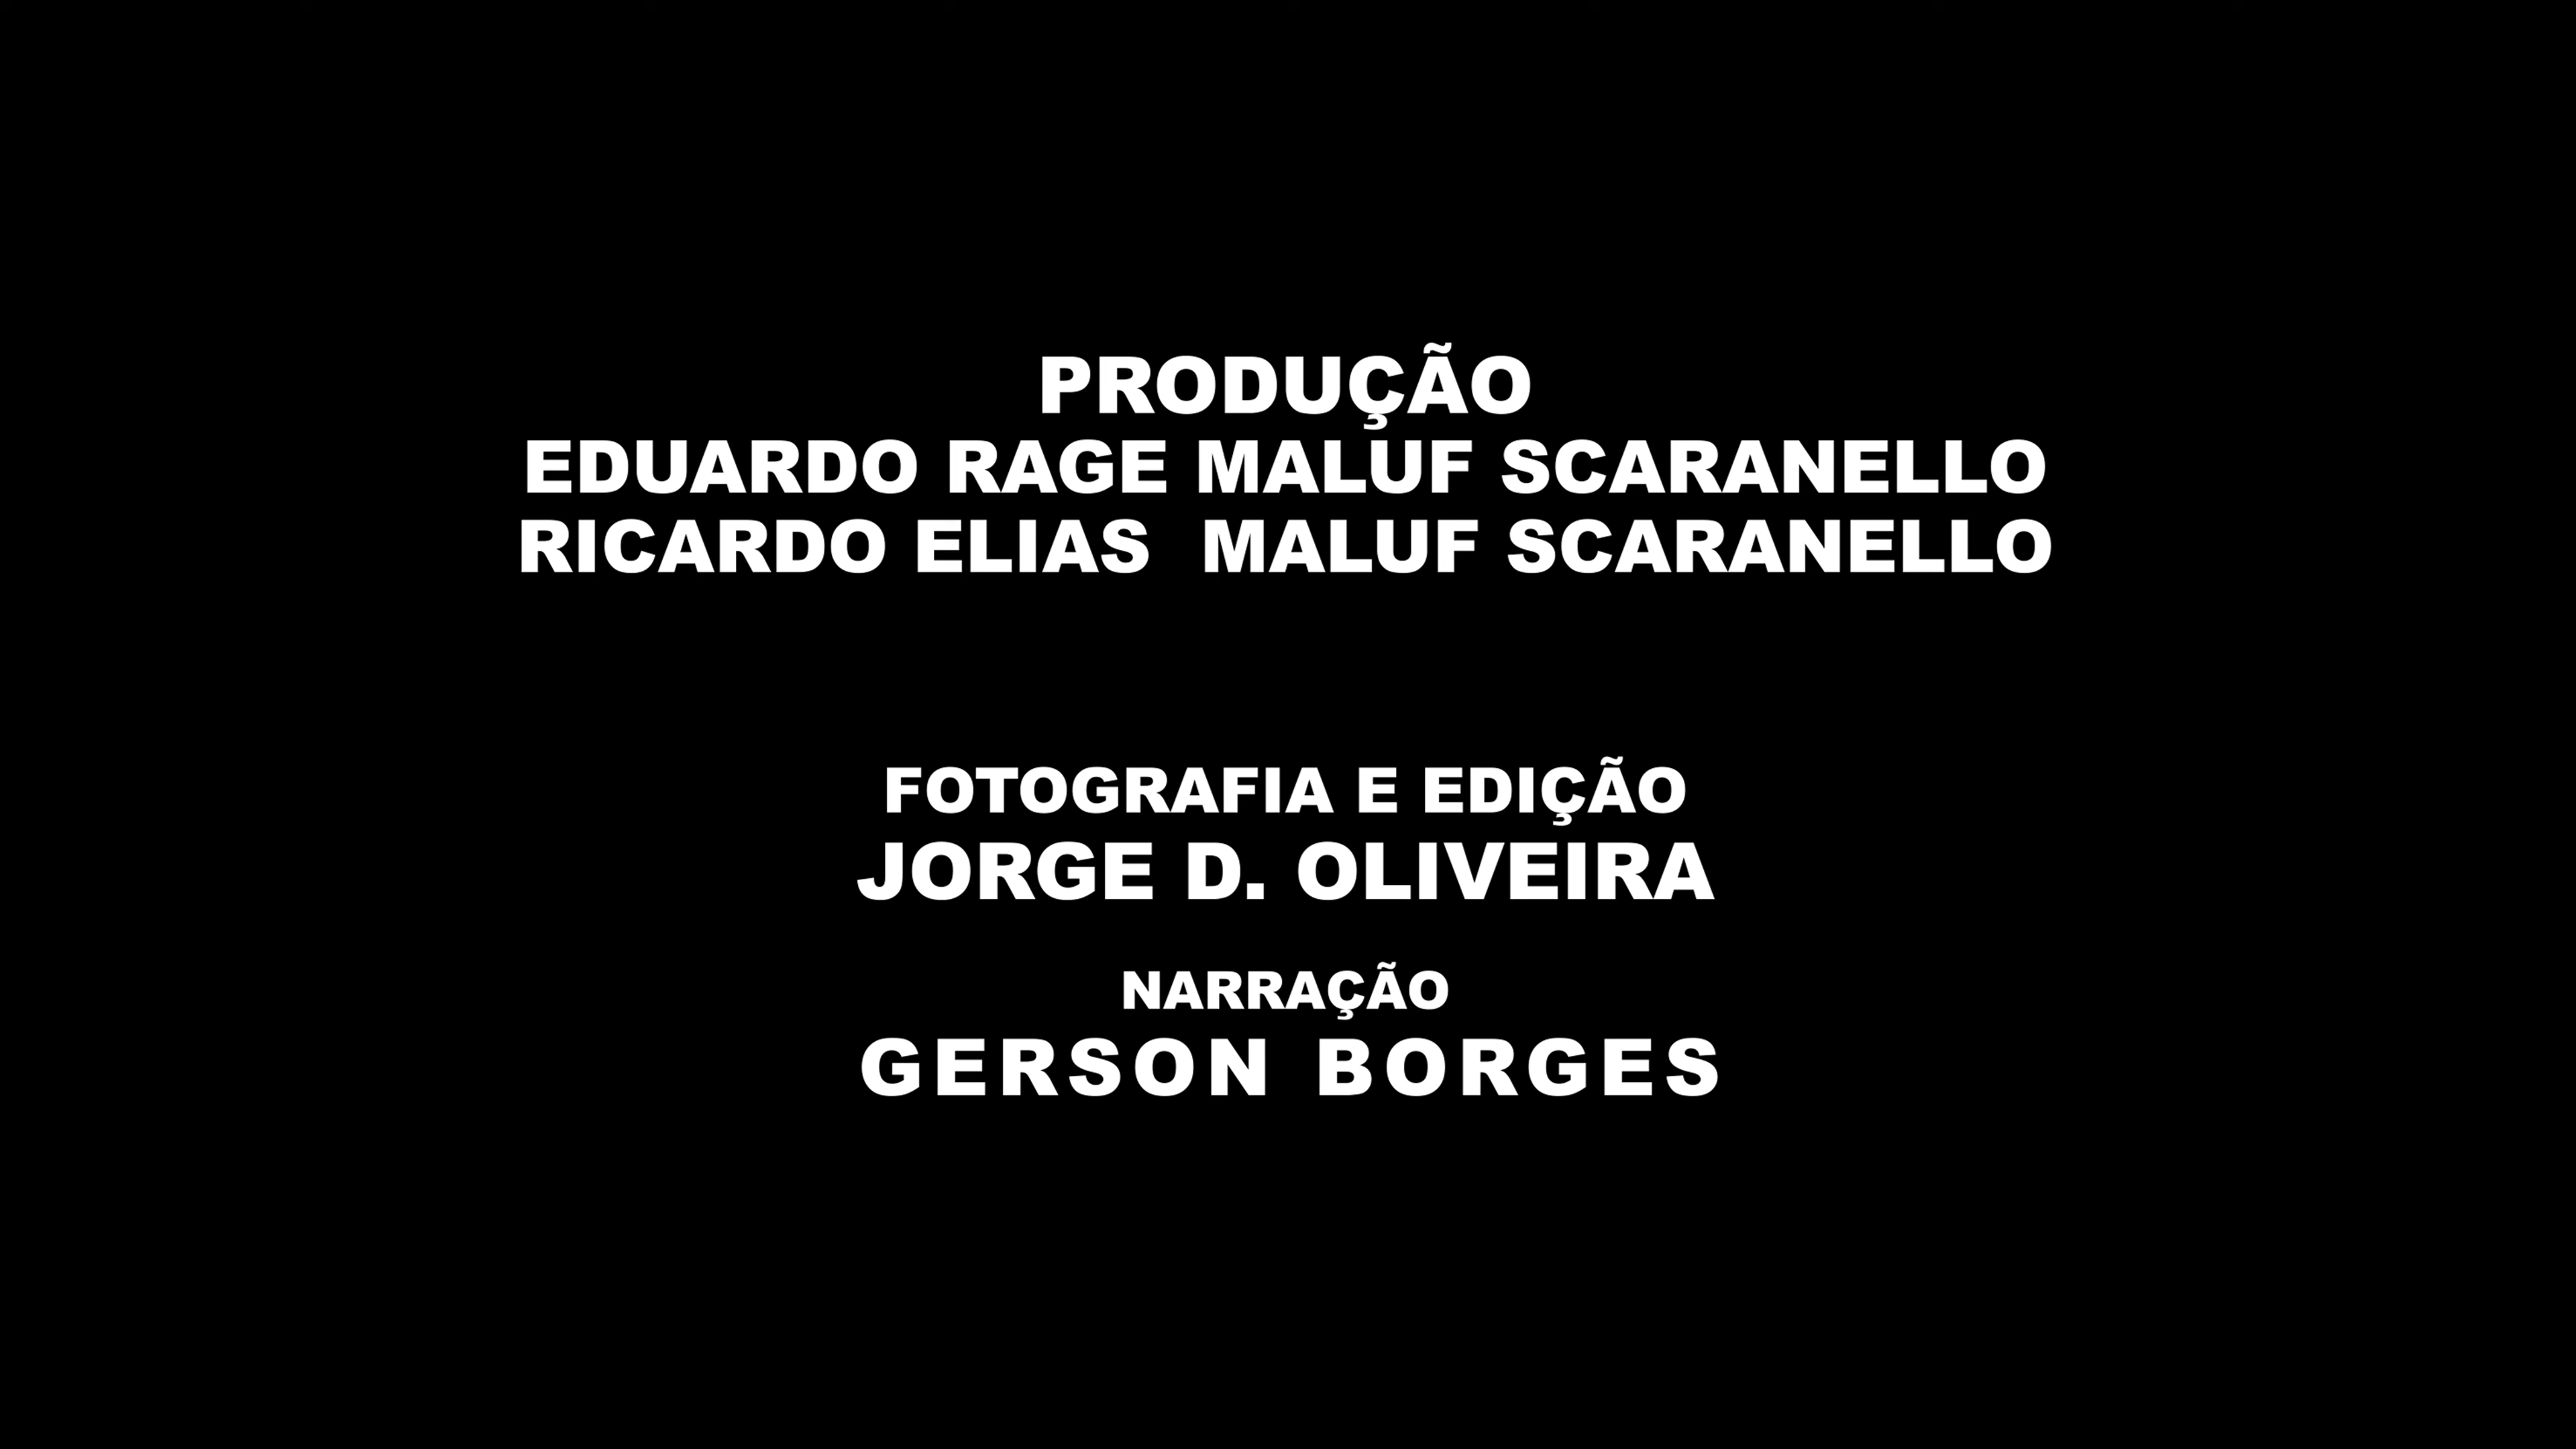 PRODUÇÃO
EDUARDO RAGE MALUF SCARANELLO
RICARDO ELIAS  MALUF SCARANELLO
FOTOGRAFIA E EDIÇÃO
JORGE D. OLIVEIRA
NARRAÇÃO
GERSON BORGES